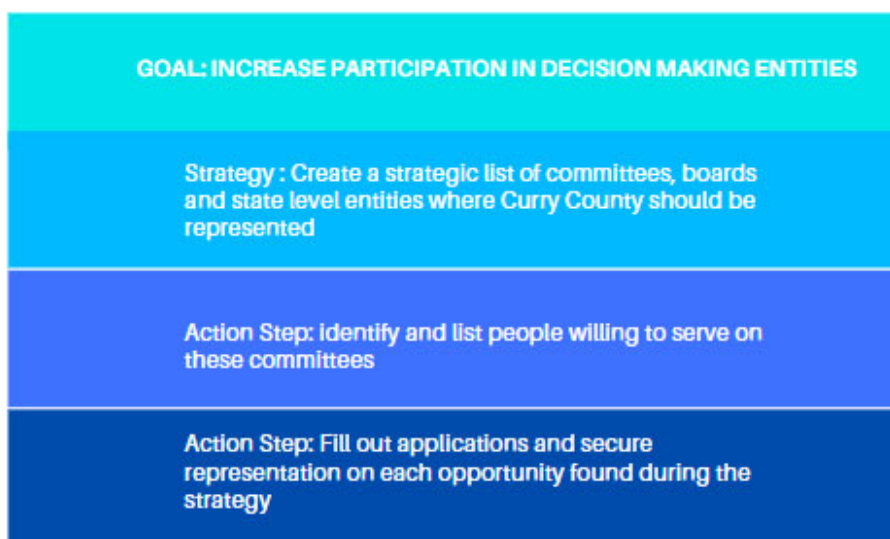 GOAL: INCREASE PARTICIPATION IN DECISION MAKING ENTITIES
Strategy : Create a strategic list of committees, boards
and state level entities where Curry County should be
represented
Action Step: identify and list people willing to serve on
these committees
Action Step: Fill out applications and secure
representation on each opportunity found during the
strategy